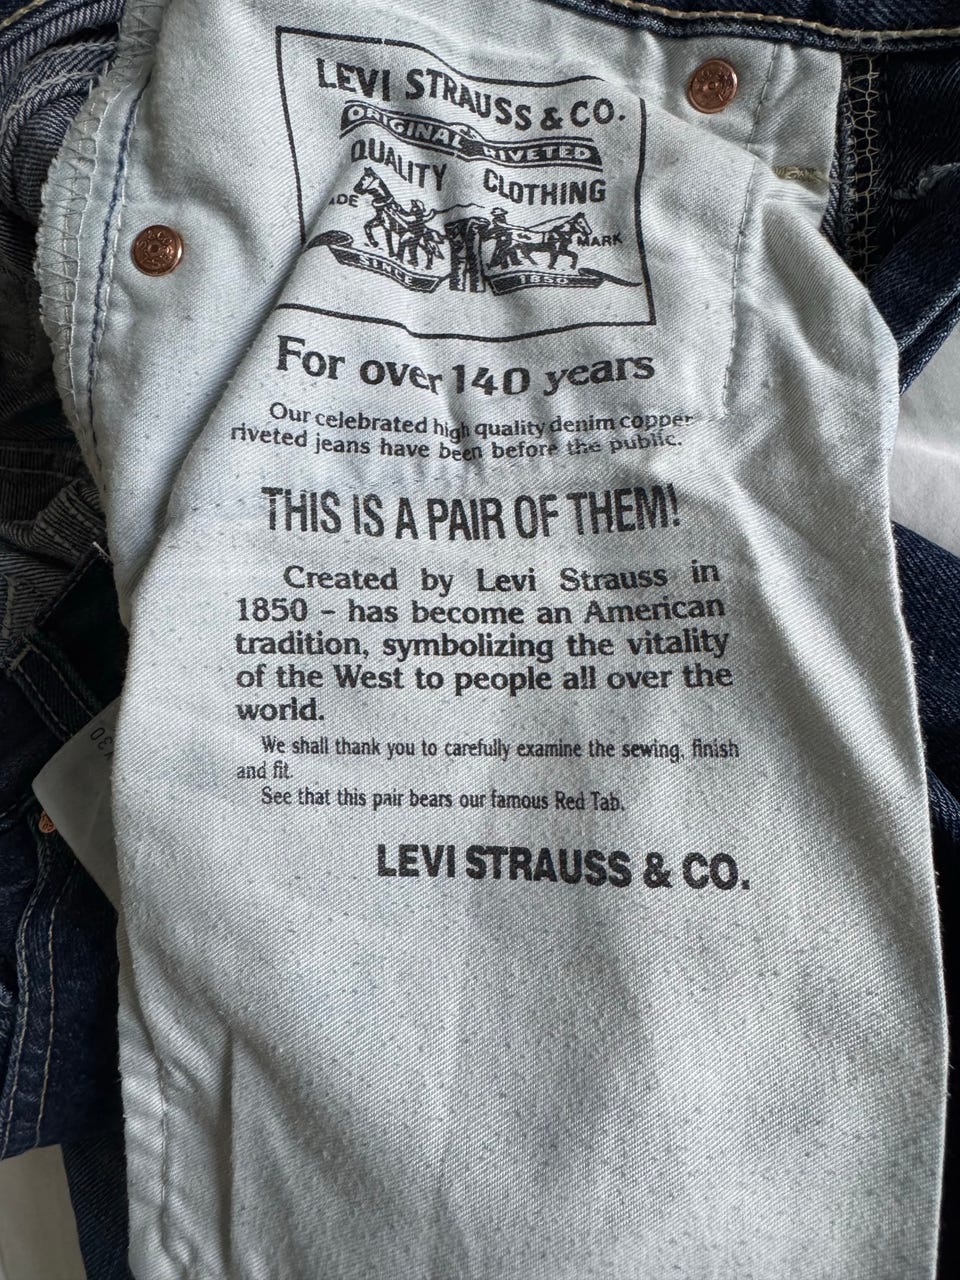 LEVI STRAUSS & CO.
ORIGINAL RIVETED
QUALITY CLOTHING
ADE MARK
SINCE 1850
For over 140 years
Our celebrated high quality denim copper
riveted jeans have been before the public.
THIS IS A PAIR OF THEM!
Created by Levi Strauss in
1850 – has become an American
tradition, symbolizing the vitality
of the West to people all over the
world.
We shall thank you to carefully examine the sewing, finish
and fit.
See that this pair bears our famous Red Tab.
LEVI STRAUSS & CO.